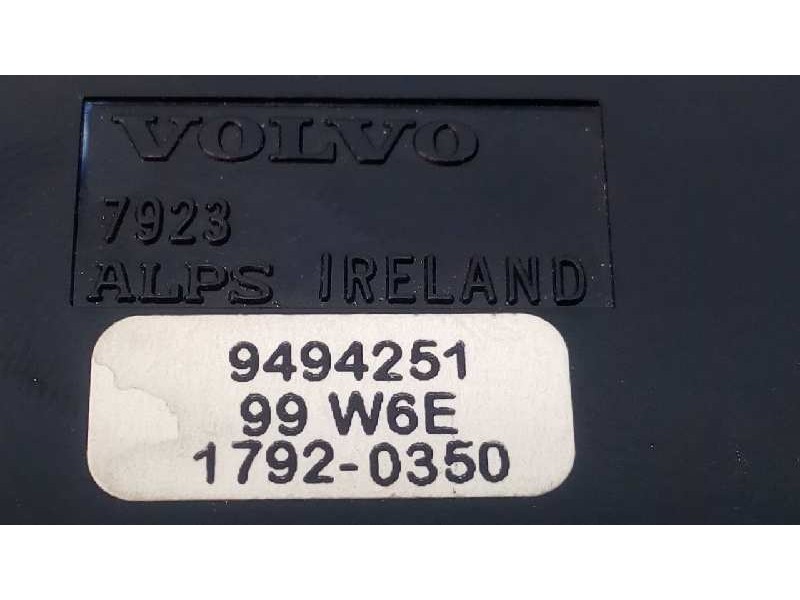 VOLVO
7923
ALPS IRELAND
9494251
99 W6E
1792-0350